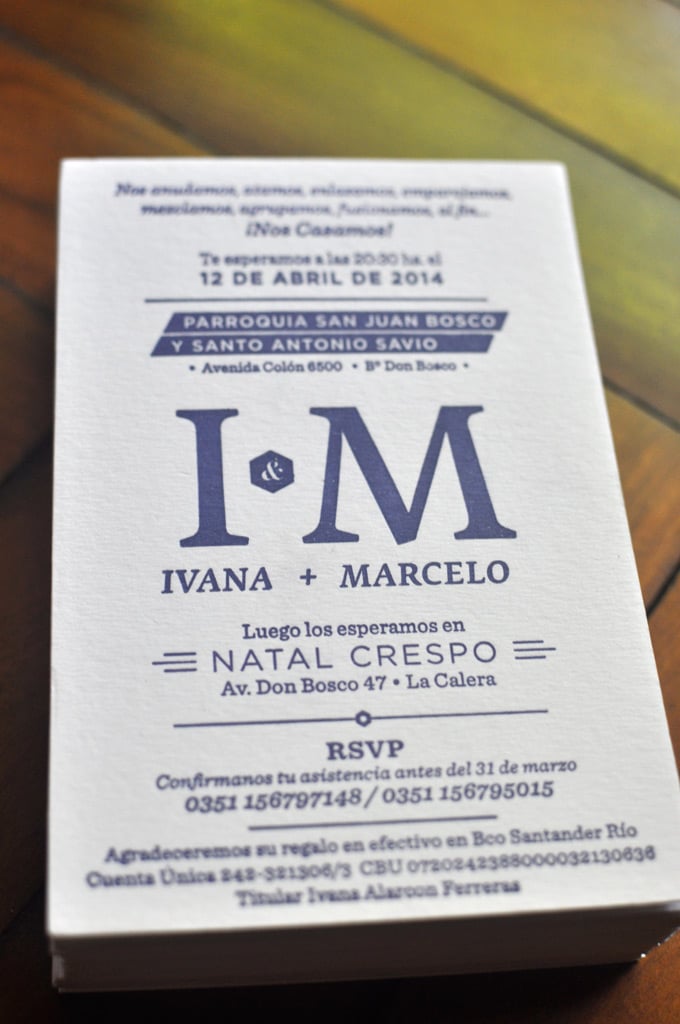 Nos anudamos, atamos, enlazamos, emparejamos,
mezclamos, agrupamos, fusionamos, al fin...
¡Nos Casamos!
Te esperamos a las 20:30 hs. el
12 DE ABRIL DE 2014
PARROQUIA SAN JUAN BOSCO
Y SANTO ANTONIO SAVIO
• Avenida Colón 6500 • Bº Don Bosco •
I & M
IVANA + MARCELO
Luego los esperamos en
NATAL CRESPO
Av. Don Bosco 47 • La Calera
RSVP
Confirmanos tu asistencia antes del 31 de marzo
0351 156797148 / 0351 156795015
Agradeceremos su regalo en efectivo en Bco Santander Río
Cuenta Única 242-321306/3 CBU 0720242388000032130636
Titular Ivana Alarcon Ferreras